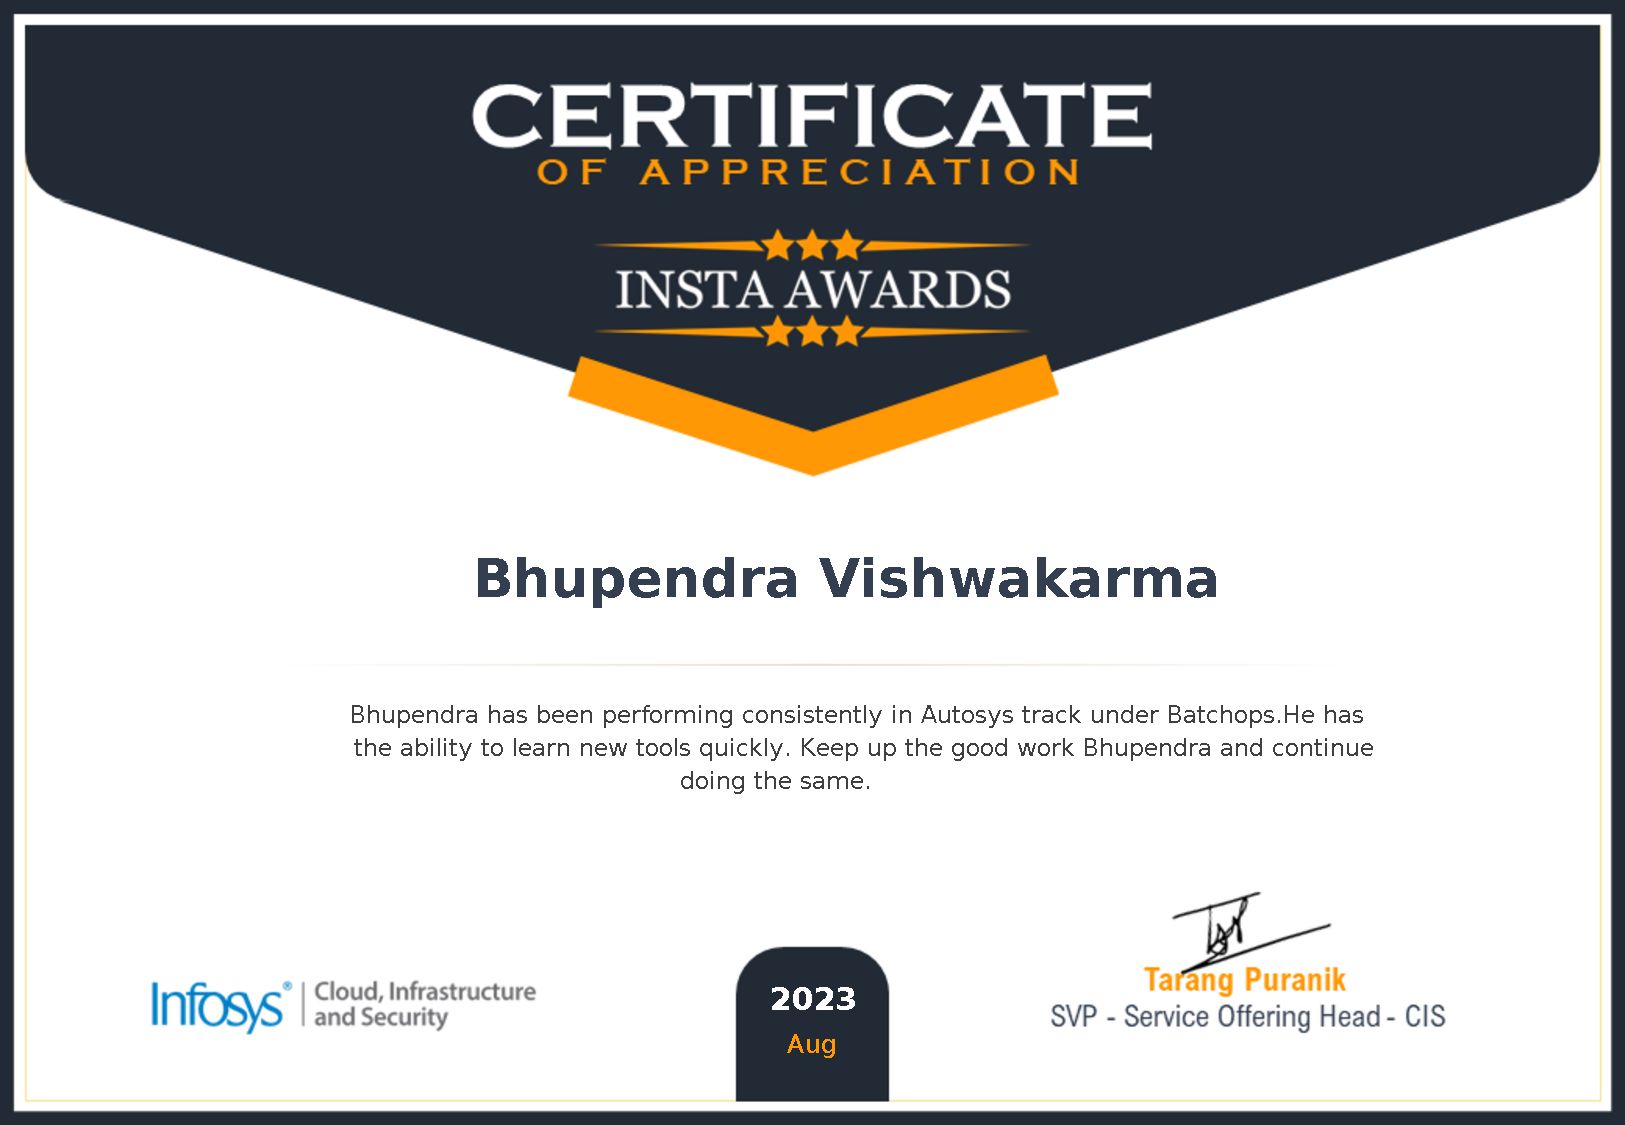 CERTIFICATE
OF APPRECIATION
INSTA AWARDS
Bhupendra Vishwakarma
Bhupendra has been performing consistently in Autosys track under Batchops.He has
the ability to learn new tools quickly. Keep up the good work Bhupendra and continue
doing the same.
Infosys® | Cloud, Infrastructure
and Security
2023
Aug
Tarang Puranik
SVP - Service Offering Head - CIS